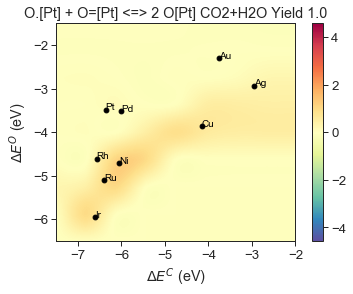 O.[Pt] + O=[Pt] <=> 2 O[Pt] CO2+H2O Yield 1.0
ΔE^O (eV)
−2
−3
−4
−5
−6
Au
Ag
Pt
Pd
Cu
Rh
Ni
Ru
Ir
−7
−6
−5
−4
−3
−2
ΔE^C (eV)
4
2
0
−2
−4